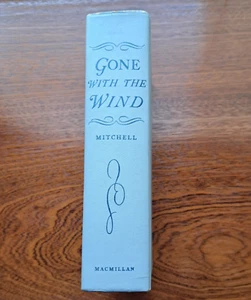 GONE
WITH THE
WIND
MITCHELL
MACMILLAN